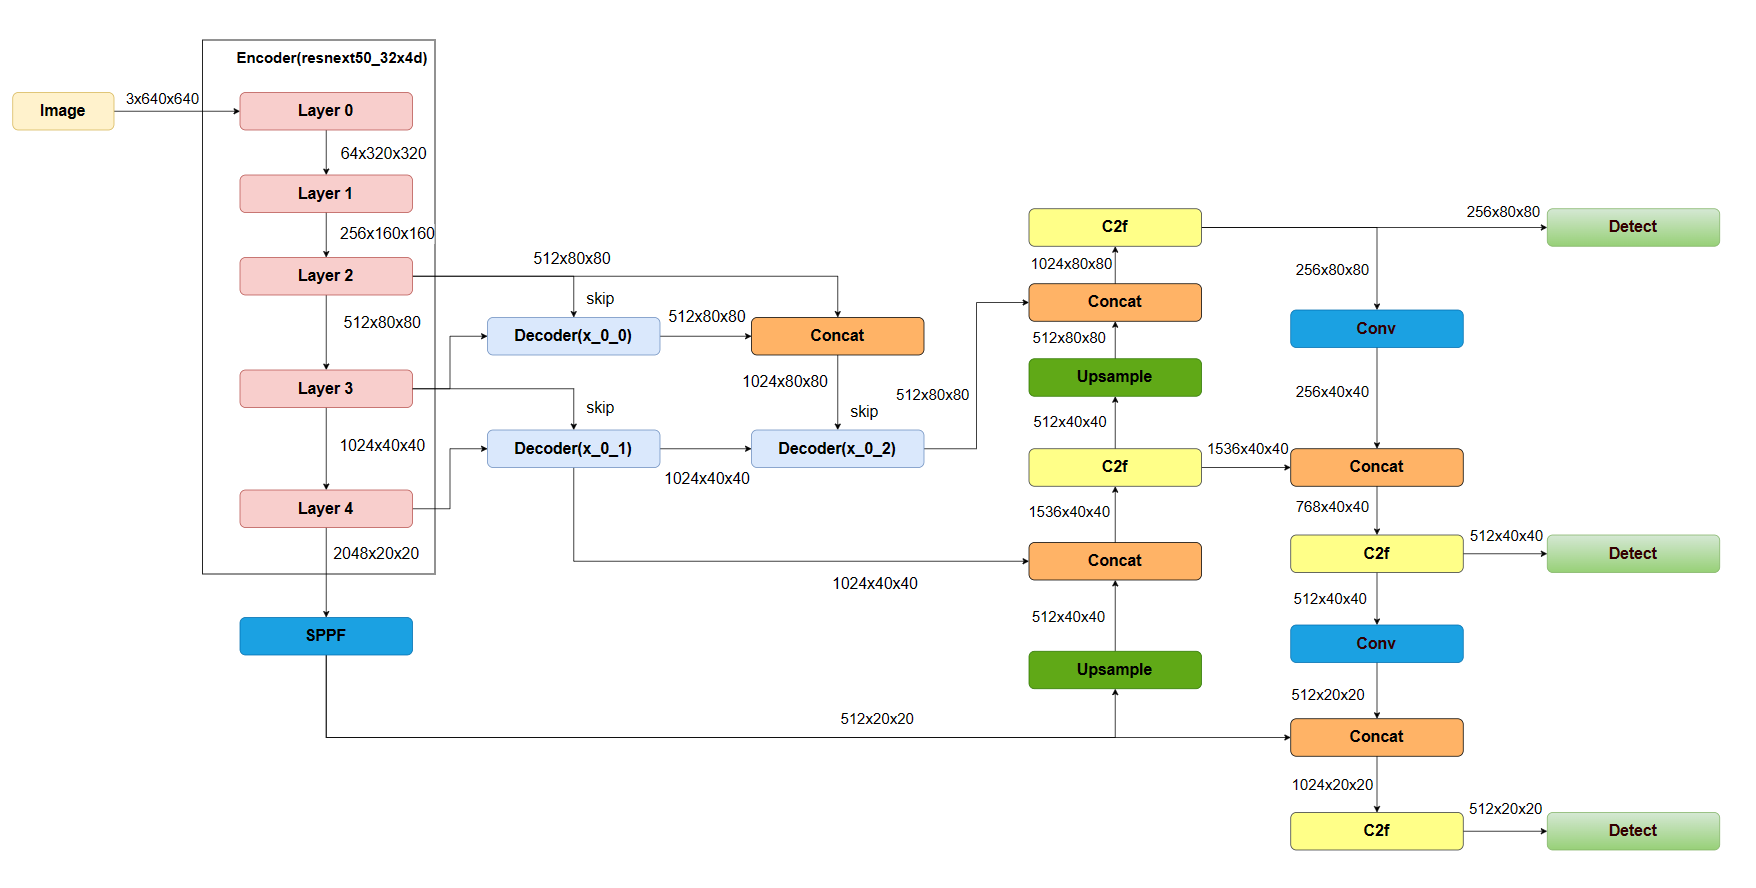 Encoder(resnext50_32x4d)
Image
3x640x640
Layer 0
64x320x320
Layer 1
256x160x160
Layer 2
512x80x80
Layer 3
1024x40x40
Layer 4
2048x20x20
SPPF
512x80x80
skip
Decoder(x_0_0)
512x80x80
Concat
1024x80x80
skip
skip
Decoder(x_0_1)
1024x40x40
Decoder(x_0_2)
512x80x80
1024x40x40
512x20x20
C2f
1024x80x80
Concat
512x80x80
Upsample
512x40x40
C2f
1536x40x40
1536x40x40
Concat
512x40x40
Upsample
256x80x80
Detect
256x80x80
Conv
256x40x40
Concat
768x40x40
C2f
512x40x40
Detect
512x40x40
Conv
512x20x20
Concat
1024x20x20
C2f
512x20x20
Detect